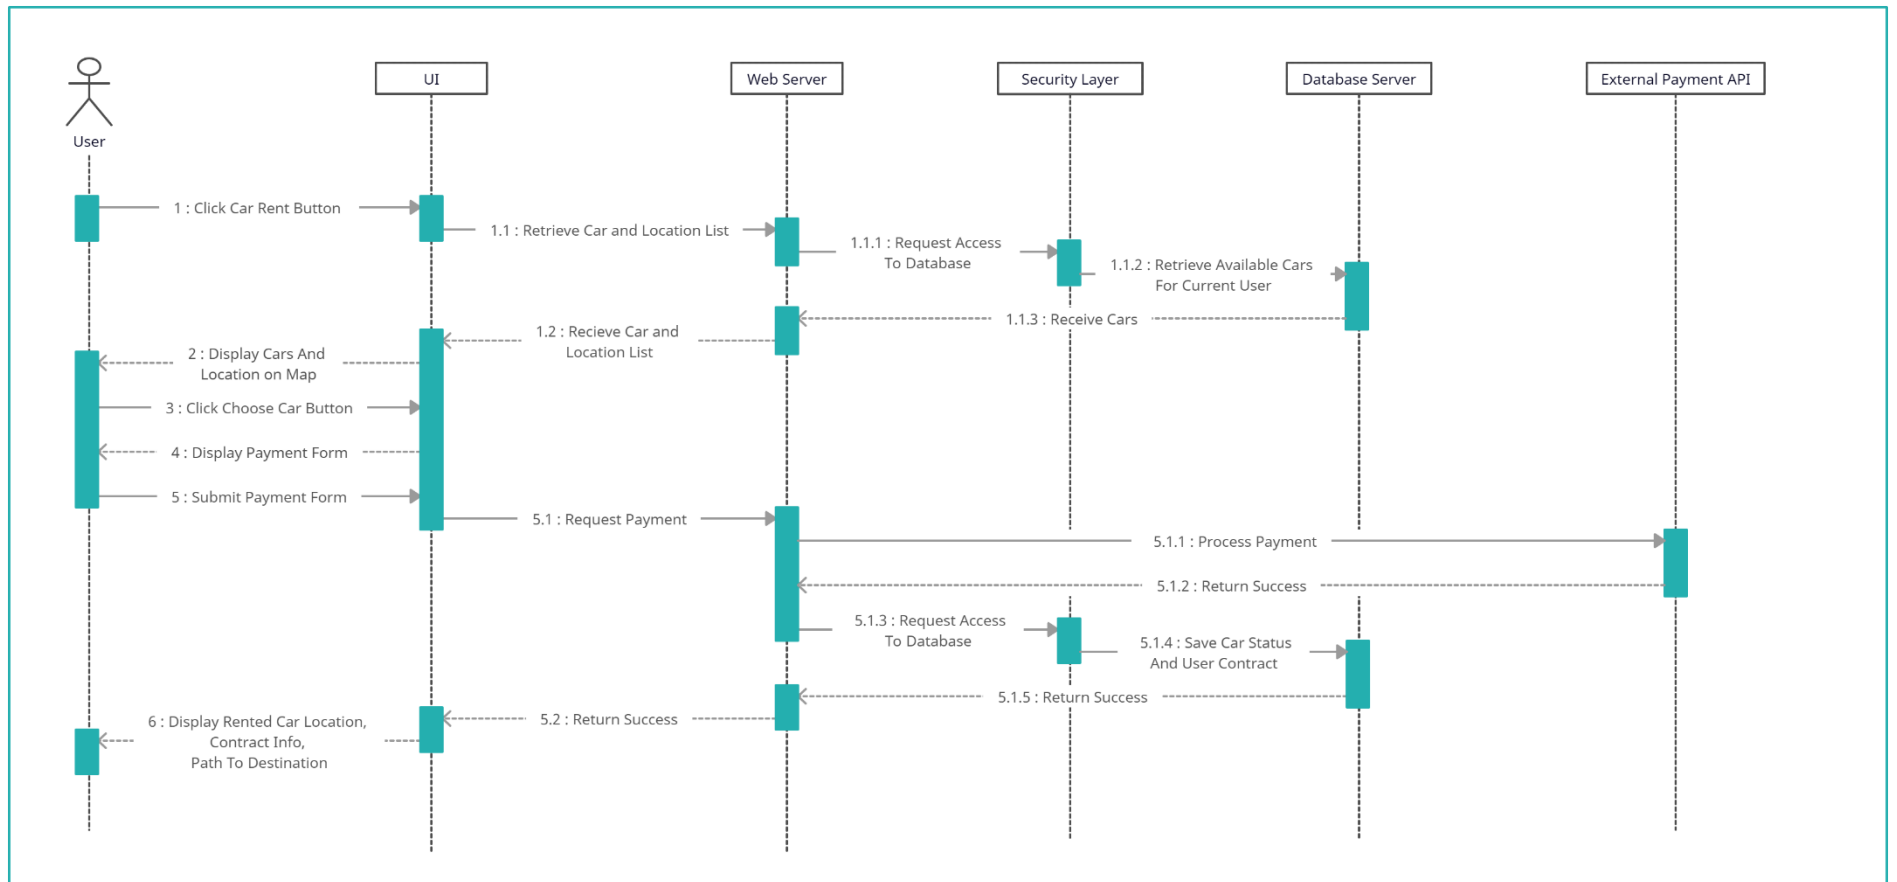 UI
Web Server
Security Layer
Database Server
External Payment API
User
1 : Click Car Rent Button
1.1 : Retrieve Car and Location List
1.1.1 : Request Access
To Database
1.1.2 : Retrieve Available Cars
For Current User
1.1.3 : Receive Cars
1.2 : Recieve Car and
Location List
2 : Display Cars And
Location on Map
3 : Click Choose Car Button
4 : Display Payment Form
5 : Submit Payment Form
5.1 : Request Payment
5.1.1 : Process Payment
5.1.2 : Return Success
5.1.3 : Request Access
To Database
5.1.4 : Save Car Status
And User Contract
5.1.5 : Return Success
5.2 : Return Success
6 : Display Rented Car Location,
Contract Info,
Path To Destination